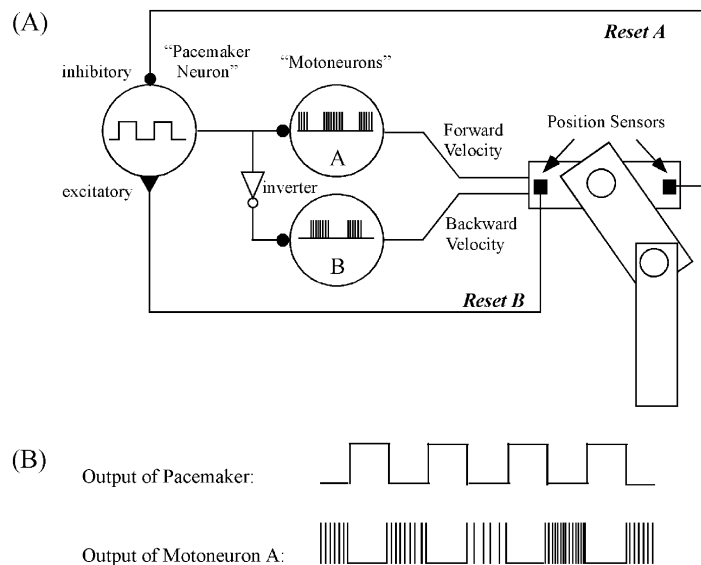 (A)
Reset A
“Pacemaker
Neuron”
“Motoneurons”
inhibitory
Position Sensors
Forward
Velocity
A
excitatory
inverter
Backward
Velocity
B
Reset B
(B)
Output of Pacemaker:
Output of Motoneuron A: